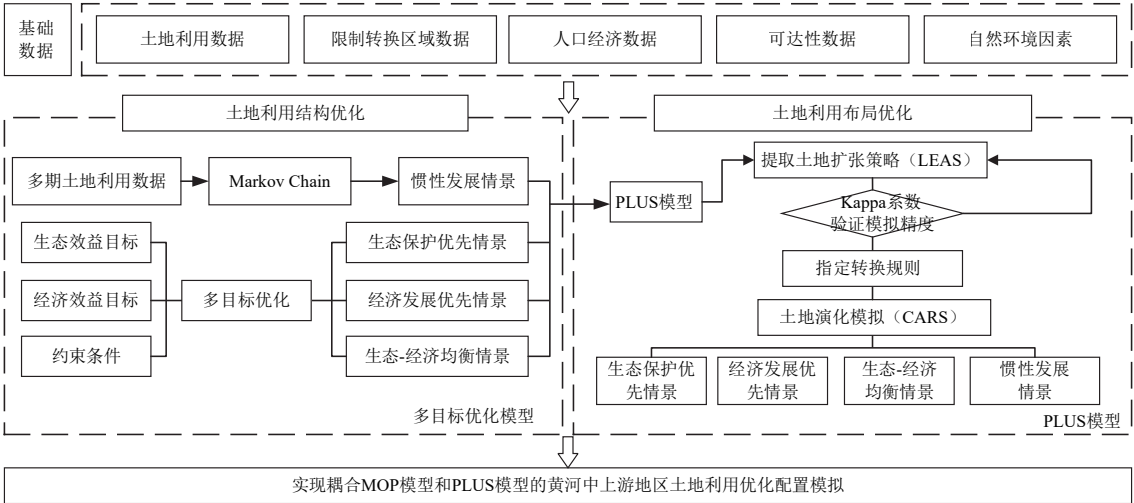 基础
数据
土地利用数据
限制转换区域数据
人口经济数据
可达性数据
自然环境因素
土地利用结构优化
多期土地利用数据
Markov Chain
惯性发展情景
生态效益目标
经济效益目标
约束条件
多目标优化
生态保护优先情景
经济发展优先情景
生态-经济均衡情景
多目标优化模型
土地利用布局优化
PLUS模型
提取土地扩张策略（LEAS）
Kappa系数
验证模拟精度
指定转换规则
土地演化模拟（CARS）
生态保护优
先情景
经济发展优
先情景
生态-经济
均衡情景
惯性发展
情景
PLUS模型
实现耦合MOP模型和PLUS模型的黄河中上游地区土地利用优化配置模拟